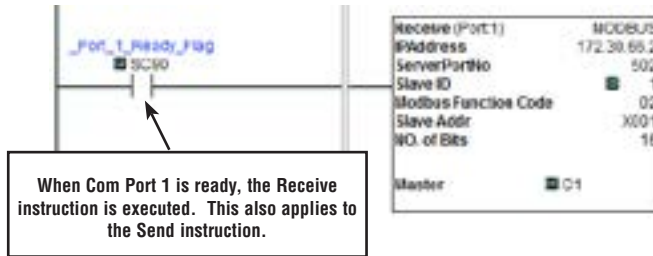 _Port_1_Ready_Flag
SC90
Receive (Port:1) MODBUS
IPAddress 172.30.65.2
ServerPortNo 502
Slave ID 1
Modbus Function Code 02
Slave Addr X001
NO. of Bits 16
Master C1
When Com Port 1 is ready, the Receive
instruction is executed. This also applies to
the Send instruction.